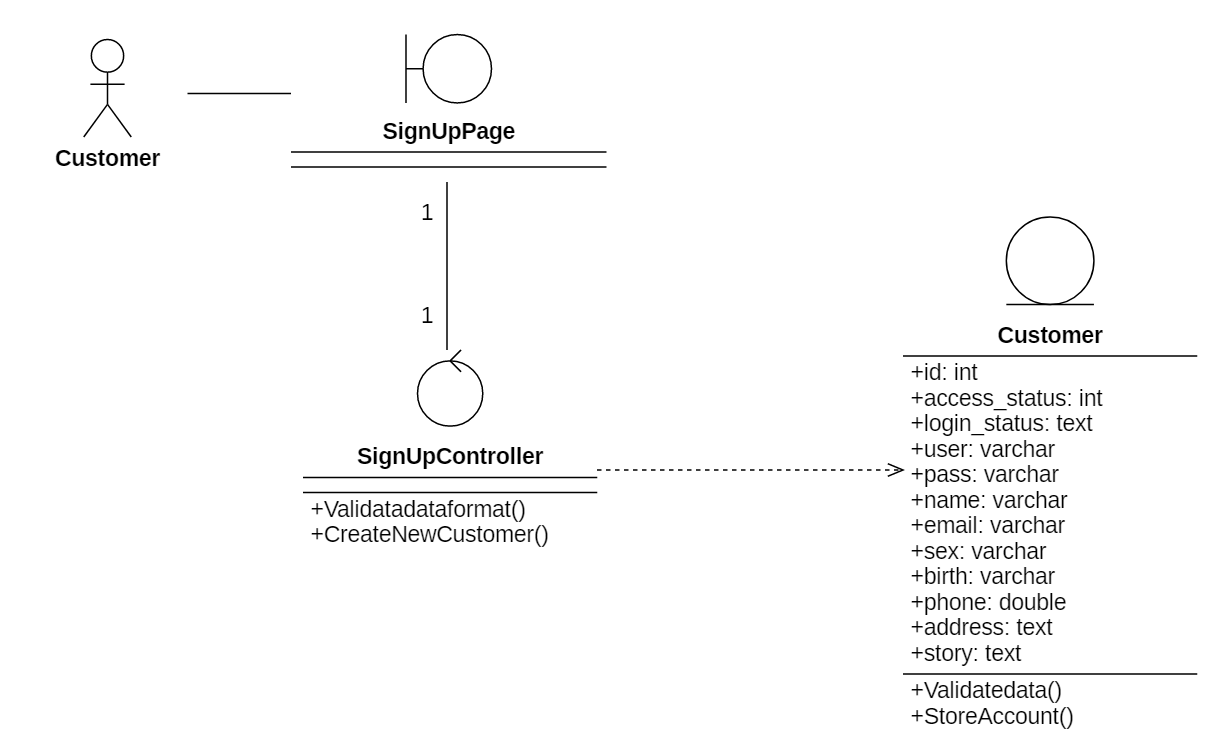 Customer
SignUpPage
1
1
SignUpController
+Validatadataformat()
+CreateNewCustomer()
Customer
+id: int
+access_status: int
+login_status: text
+user: varchar
+pass: varchar
+name: varchar
+email: varchar
+sex: varchar
+birth: varchar
+phone: double
+address: text
+story: text
+Validatedata()
+StoreAccount()